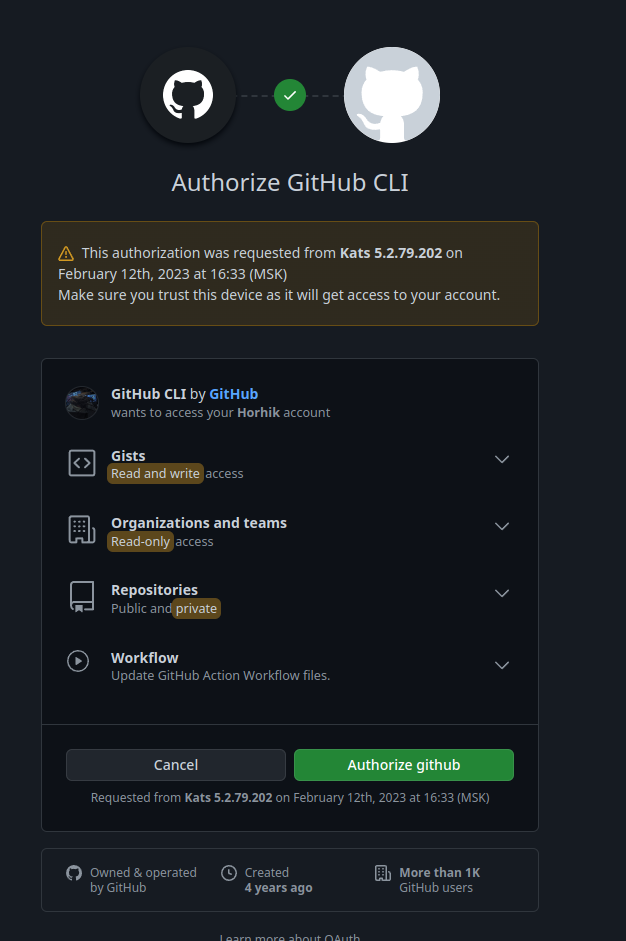 Authorize GitHub CLI
This authorization was requested from Kats 5.2.79.202 on
February 12th, 2023 at 16:33 (MSK)
Make sure you trust this device as it will get access to your account.
GitHub CLI by GitHub
wants to access your Horhik account
Gists
Read and write access
Organizations and teams
Read-only access
Repositories
Public and private
Workflow
Update GitHub Action Workflow files.
Cancel
Authorize github
Requested from Kats 5.2.79.202 on February 12th, 2023 at 16:33 (MSK)
Owned & operated
by GitHub
Created
4 years ago
More than 1K
GitHub users
Learn more about OAuth